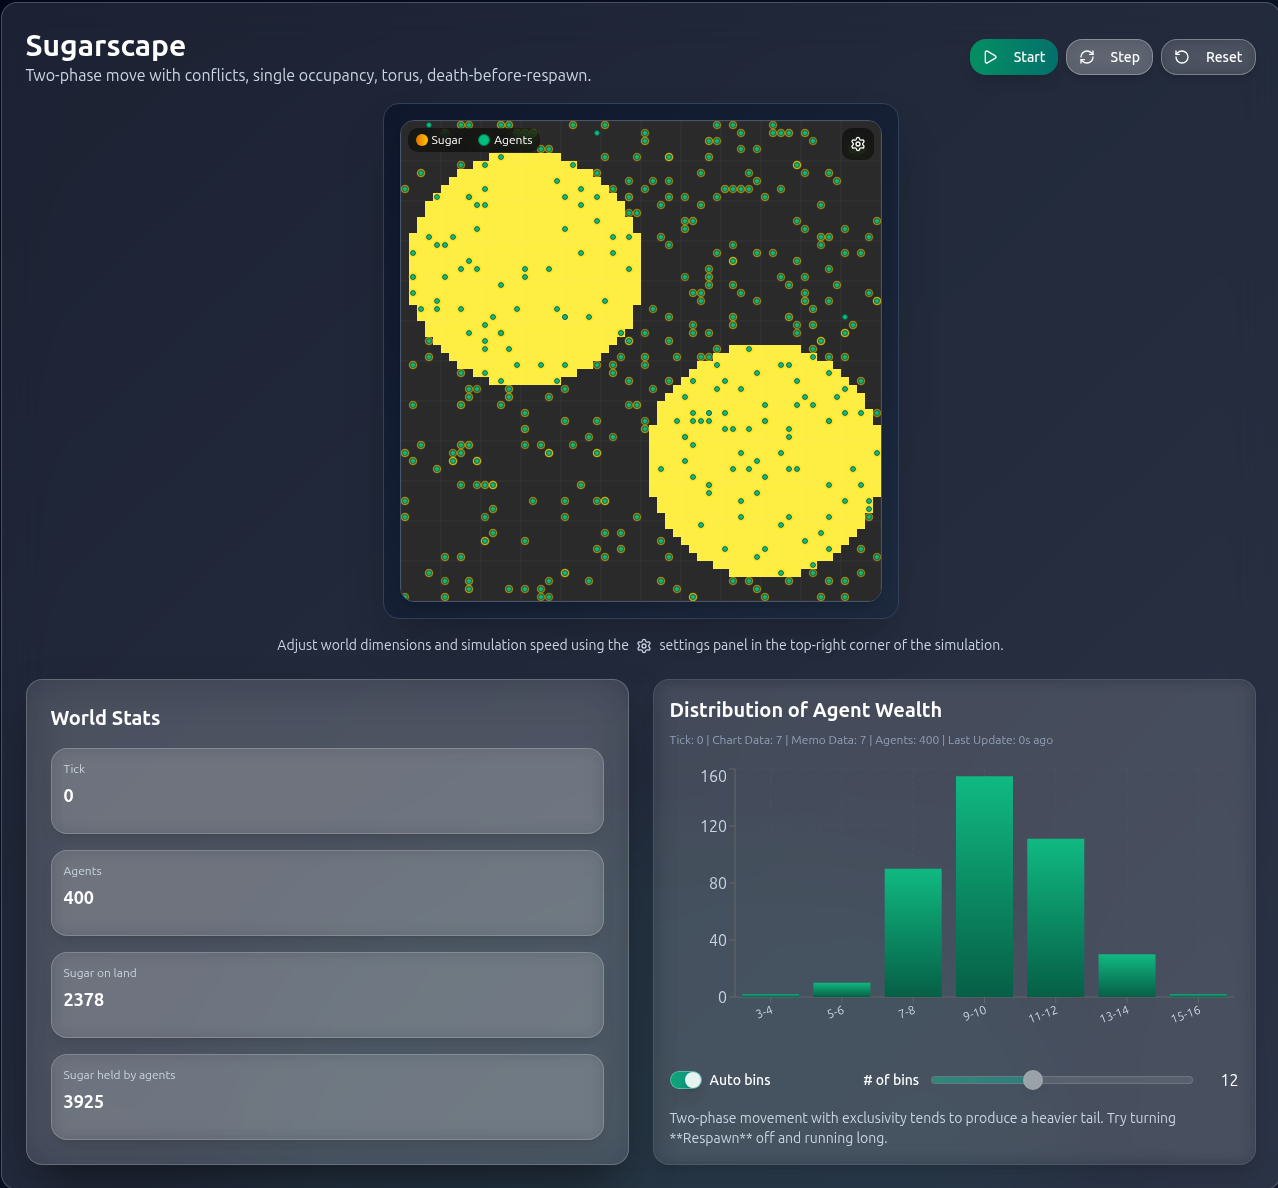 Sugarscape
Two-phase move with conflicts, single occupancy, torus, death-before-respawn.
Start
Step
Reset
Sugar
Agents
Adjust world dimensions and simulation speed using the settings panel in the top-right corner of the simulation.
World Stats
Tick
0
Agents
400
Sugar on land
2378
Sugar held by agents
3925
Distribution of Agent Wealth
Tick: 0 | Chart Data: 7 | Memo Data: 7 | Agents: 400 | Last Update: 0s ago
160
120
80
40
0
3-4
5-6
7-8
9-10
11-12
13-14
15-16
Auto bins
# of bins
12
Two-phase movement with exclusivity tends to produce a heavier tail. Try turning
**Respawn** off and running long.